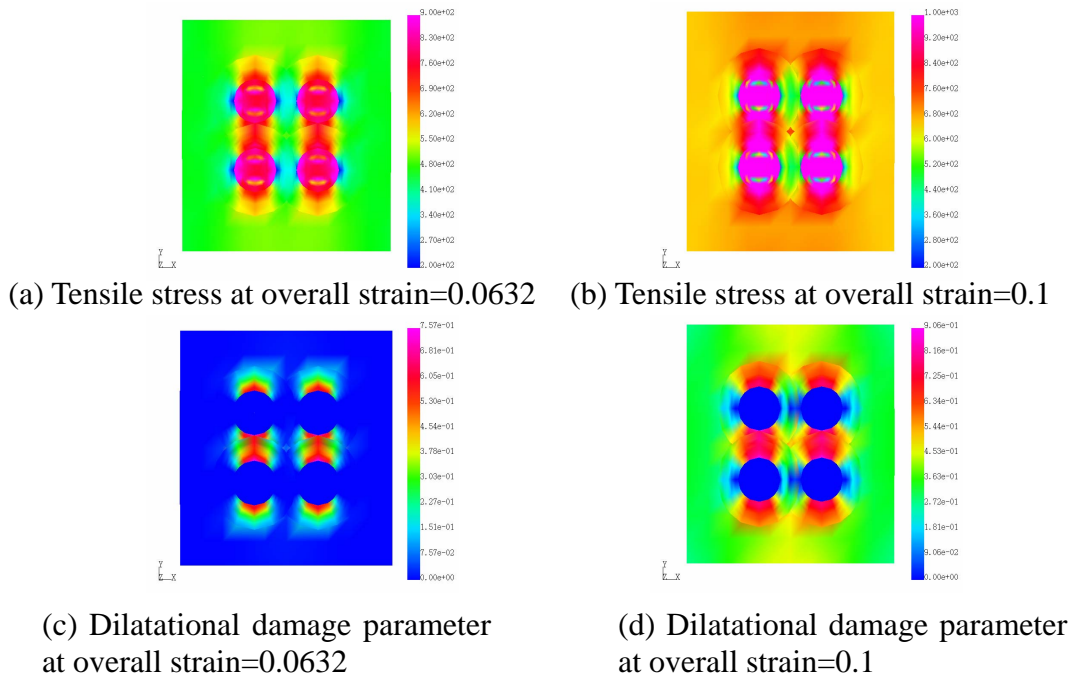 9.00e+02
8.30e+02
7.60e+02
6.90e+02
6.20e+02
5.50e+02
4.80e+02
4.10e+02
3.40e+02
2.70e+02
2.00e+02
Y
Z X
1.00e+03
9.20e+02
8.40e+02
7.60e+02
6.80e+02
6.00e+02
5.20e+02
4.40e+02
3.60e+02
2.80e+02
2.00e+02
Y
Z X
(a) Tensile stress at overall strain=0.0632
(b) Tensile stress at overall strain=0.1
7.57e-01
6.81e-01
6.05e-01
5.30e-01
4.54e-01
3.78e-01
3.03e-01
2.27e-01
1.51e-01
7.57e-02
0.00e+00
Y
Z X
9.06e-01
8.16e-01
7.25e-01
6.34e-01
5.44e-01
4.53e-01
3.63e-01
2.72e-01
1.81e-01
9.06e-02
0.00e+00
Y
Z X
(c) Dilatational damage parameter
at overall strain=0.0632
(d) Dilatational damage parameter
at overall strain=0.1